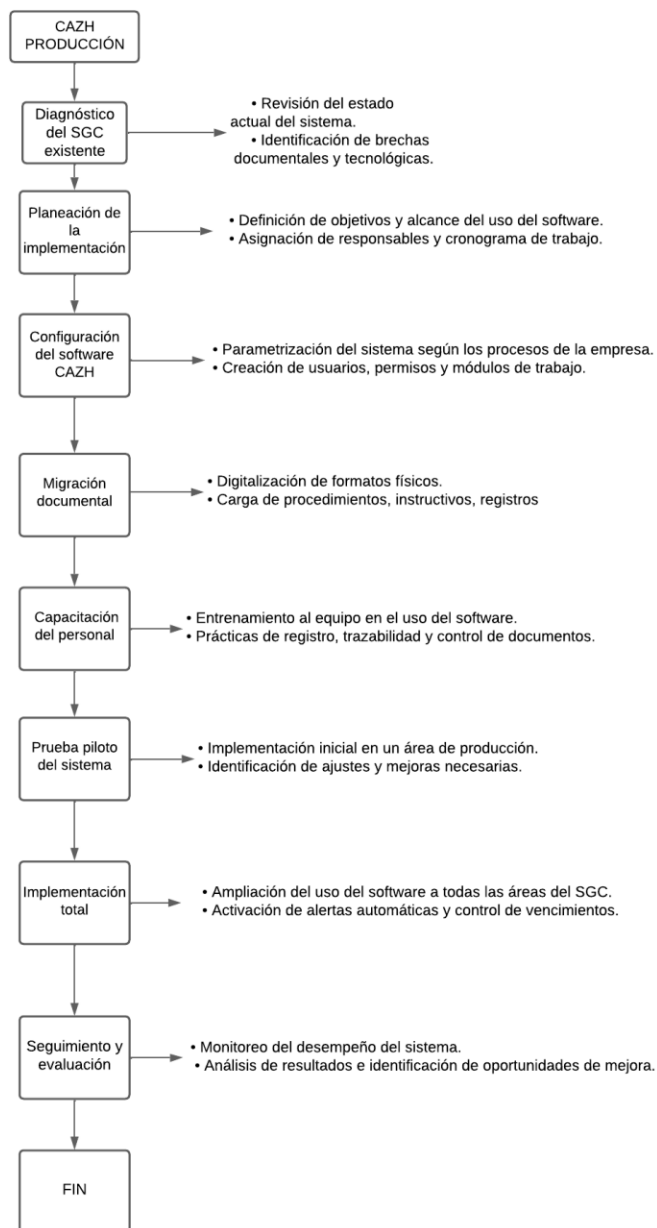 CAZH
PRODUCCIÓN
Diagnóstico
del SGC
existente
• Revisión del estado
actual del sistema.
• Identificación de brechas
documentales y tecnológicas.
Planeación de
la
implementación
• Definición de objetivos y alcance del uso del software.
• Asignación de responsables y cronograma de trabajo.
Configuración
del software
CAZH
• Parametrización del sistema según los procesos de la empresa.
• Creación de usuarios, permisos y módulos de trabajo.
Migración
documental
• Digitalización de formatos físicos.
• Carga de procedimientos, instructivos, registros
Capacitación
del personal
• Entrenamiento al equipo en el uso del software.
• Prácticas de registro, trazabilidad y control de documentos.
Prueba piloto
del sistema
• Implementación inicial en un área de producción.
• Identificación de ajustes y mejoras necesarias.
Implementación
total
• Ampliación del uso del software a todas las áreas del SGC.
• Activación de alertas automáticas y control de vencimientos.
Seguimiento y
evaluación
• Monitoreo del desempeño del sistema.
• Análisis de resultados e identificación de oportunidades de mejora.
FIN